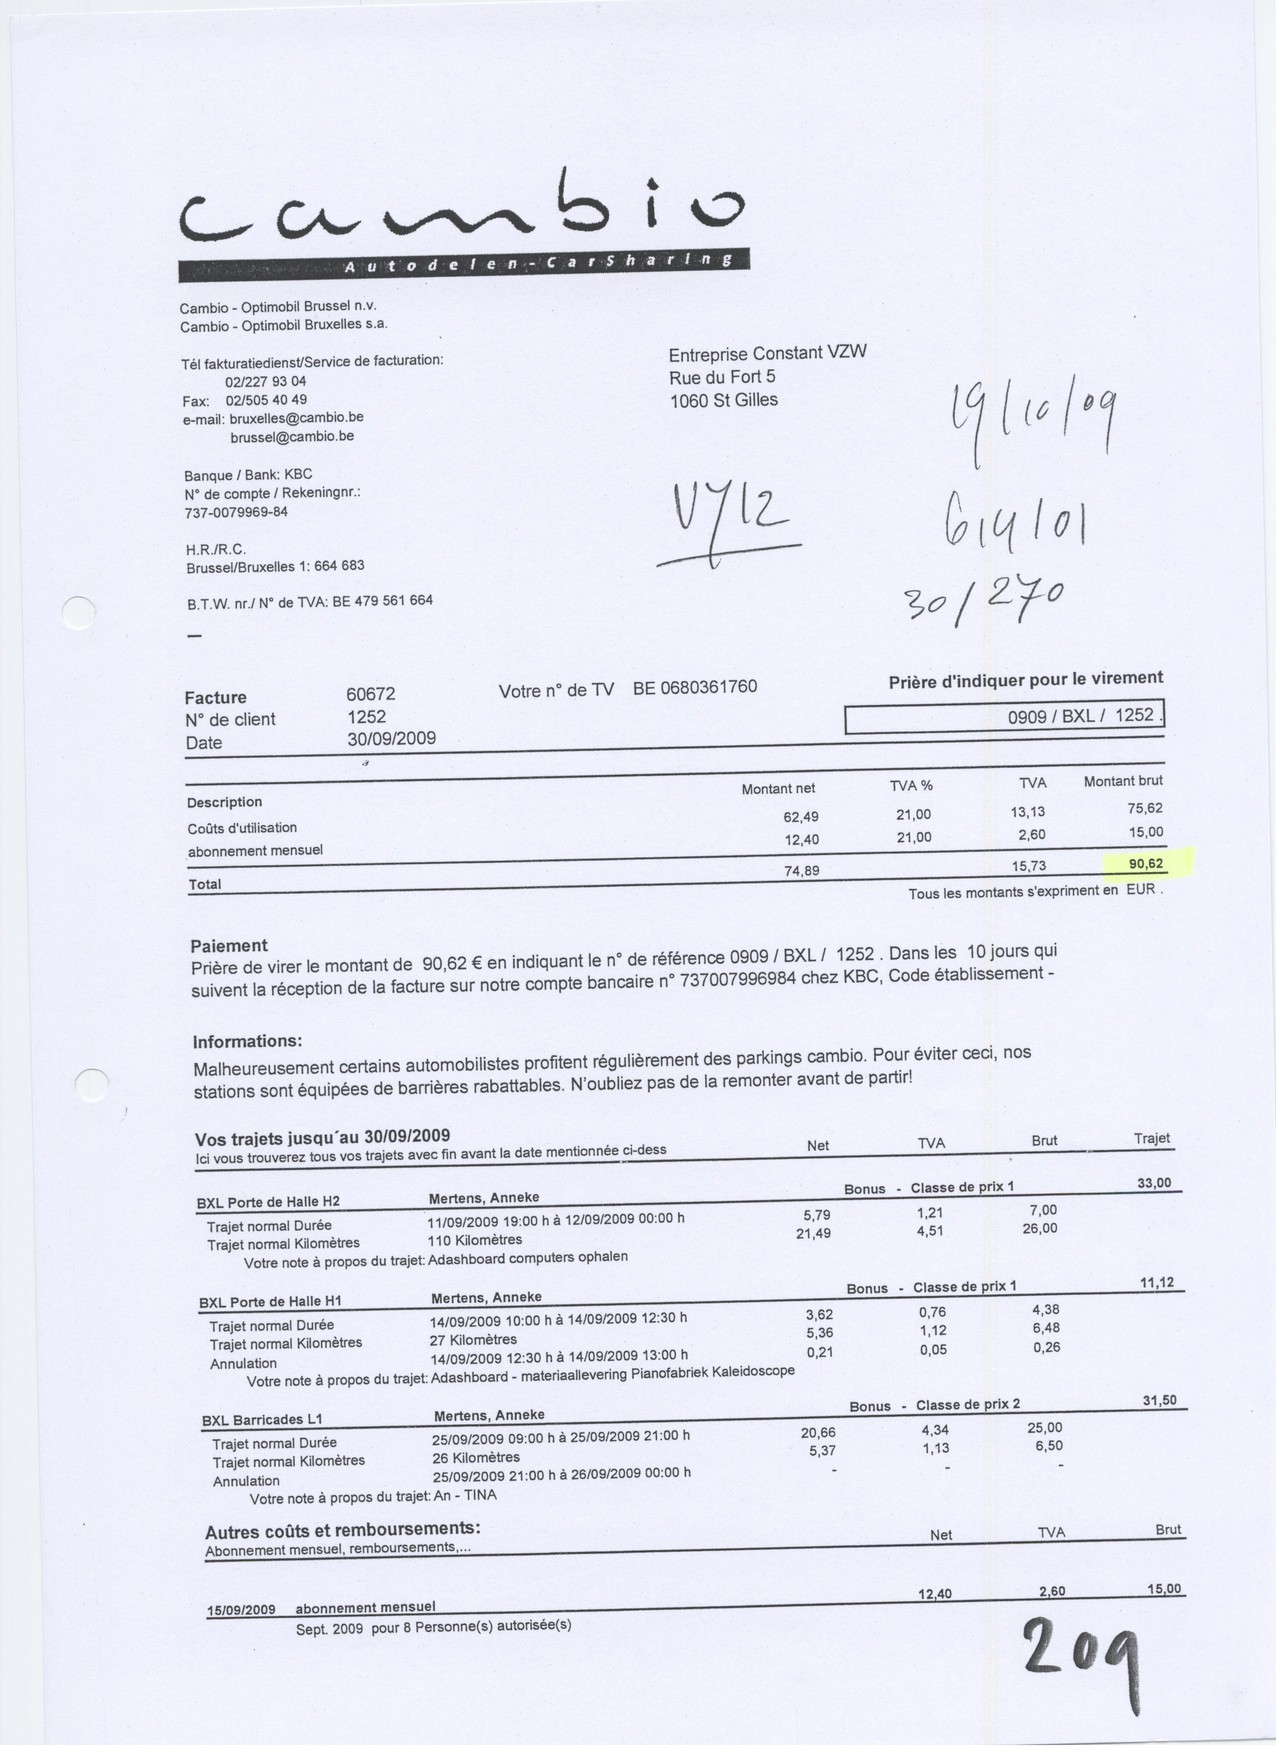 cambio
Autodelen-CarSharing
Cambio - Optimobil Brussel n.v.
Cambio - Optimobil Bruxelles s.a.
Tél fakturatiedienst/Service de facturation:
02/227 93 04
Fax: 02/505 40 49
e-mail: bruxelles@cambio.be
brussel@cambio.be
Banque / Bank: KBC
N° de compte / Rekeningnr.:
737-0079969-84
H.R./R.C.
Brussel/Bruxelles 1: 664 683
B.T.W. nr./ N° de TVA: BE 479 561 664
Entreprise Constant VZW
Rue du Fort 5
1060 St Gilles
19/10/09
614/01
30/270
Facture 60672 Votre n° de TV BE 0680361760
N° de client 1252
Date 30/09/2009
Prière d'indiquer pour le virement
0909 / BXL / 1252 .
Description Montant net TVA % TVA Montant brut
Coûts d'utilisation 62,49 21,00 13,13 75,62
abonnement mensuel 12,40 21,00 2,60 15,00
Total 74,89 15,73 90,62
Tous les montants s'expriment en EUR .
Paiement
Prière de virer le montant de 90,62 € en indiquant le n° de référence 0909 / BXL / 1252 . Dans les 10 jours qui
suivent la réception de la facture sur notre compte bancaire n° 737007996984 chez KBC, Code établissement -
Informations:
Malheureusement certains automobilistes profitent régulièrement des parkings cambio. Pour éviter ceci, nos
stations sont équipées de barrières rabattables. N'oubliez pas de la remonter avant de partir!
Vos trajets jusqu´au 30/09/2009 Net TVA Brut Trajet
Ici vous trouverez tous vos trajets avec fin avant la date mentionnée ci-dess
BXL Porte de Halle H2 Mertens, Anneke Bonus - Classe de prix 1 33,00
Trajet normal Durée 11/09/2009 19:00 h à 12/09/2009 00:00 h 5,79 1,21 7,00
Trajet normal Kilomètres 110 Kilomètres 21,49 4,51 26,00
Votre note à propos du trajet: Adashboard computers ophalen
BXL Porte de Halle H1 Mertens, Anneke Bonus - Classe de prix 1 11,12
Trajet normal Durée 14/09/2009 10:00 h à 14/09/2009 12:30 h 3,62 0,76 4,38
Trajet normal Kilomètres 27 Kilomètres 5,36 1,12 6,48
Annulation 14/09/2009 12:30 h à 14/09/2009 13:00 h 0,21 0,05 0,26
Votre note à propos du trajet: Adashboard - materiaallevering Pianofabriek Kaleidoscope
BXL Barricades L1 Mertens, Anneke Bonus - Classe de prix 2 31,50
Trajet normal Durée 25/09/2009 09:00 h à 25/09/2009 21:00 h 20,66 4,34 25,00
Trajet normal Kilomètres 26 Kilomètres 5,37 1,13 6,50
Annulation 25/09/2009 21:00 h à 26/09/2009 00:00 h - - -
Votre note à propos du trajet: An - TINA
Autres coûts et remboursements: Net TVA Brut
Abonnement mensuel, remboursements,...
15/09/2009 abonnement mensuel 12,40 2,60 15,00
Sept. 2009 pour 8 Personne(s) autorisée(s)
209